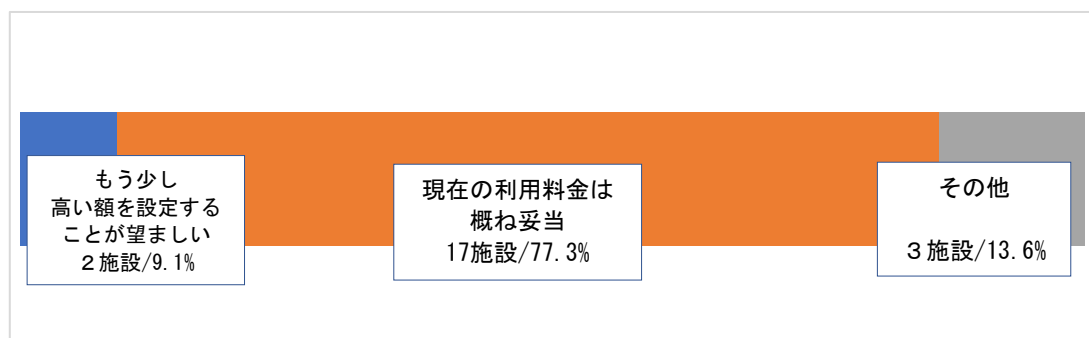 もう少し
高い額を設定する
ことが望ましい
２施設/9.1%
現在の利用料金は
概ね妥当
17施設/77.3%
その他
３施設/13.6%